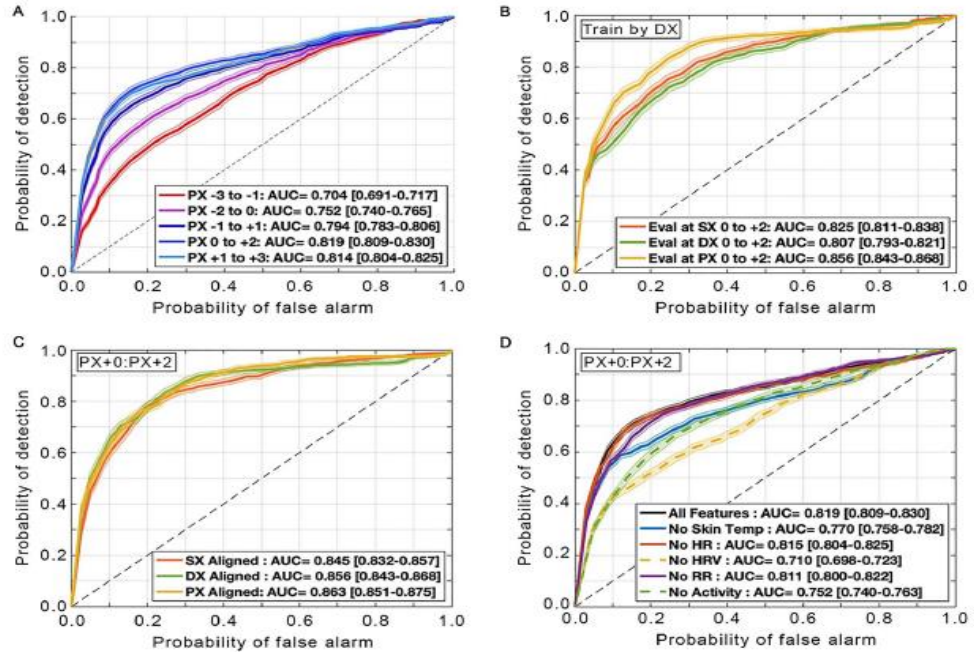 A
Probability of detection
1.0
0.8
0.6
0.4
0.2
0.0
PX -3 to -1: AUC= 0.704 [0.691-0.717]
PX -2 to 0: AUC= 0.752 [0.740-0.765]
PX -1 to +1: AUC= 0.794 [0.783-0.806]
PX 0 to +2: AUC= 0.819 [0.809-0.830]
PX +1 to +3: AUC= 0.814 [0.804-0.825]
0.0 0.2 0.4 0.6 0.8 1.0
Probability of false alarm
B
Train by DX
Probability of detection
1.0
0.8
0.6
0.4
0.2
0.0
Eval at SX 0 to +2: AUC= 0.825 [0.811-0.838]
Eval at DX 0 to +2: AUC= 0.807 [0.793-0.821]
Eval at PX 0 to +2: AUC= 0.856 [0.843-0.868]
0.0 0.2 0.4 0.6 0.8 1.0
Probability of false alarm
C
PX+0:PX+2
Probability of detection
1.0
0.8
0.6
0.4
0.2
0.0
SX Aligned : AUC= 0.845 [0.832-0.857]
DX Aligned : AUC= 0.856 [0.843-0.868]
PX Aligned: AUC= 0.863 [0.851-0.875]
0.0 0.2 0.4 0.6 0.8 1.0
Probability of false alarm
D
PX+0:PX+2
Probability of detection
1.0
0.8
0.6
0.4
0.2
0.0
All Features : AUC= 0.819 [0.809-0.830]
No Skin Temp : AUC= 0.770 [0.758-0.782]
No HR : AUC= 0.815 [0.804-0.825]
No HRV : AUC= 0.710 [0.698-0.723]
No RR : AUC= 0.811 [0.800-0.822]
No Activity : AUC= 0.752 [0.740-0.763]
0.0 0.2 0.4 0.6 0.8 1.0
Probability of false alarm